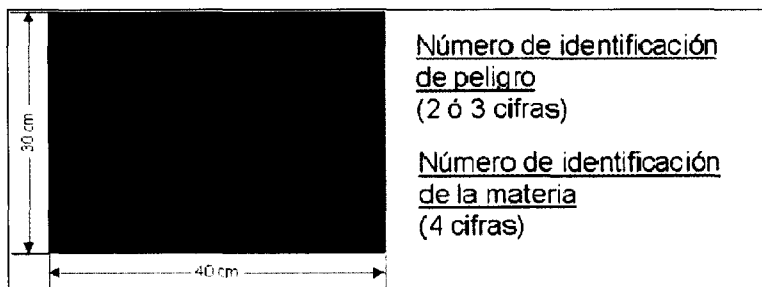 30 cm
Número de identificación
de peligro
(2 ó 3 cifras)
Número de identificación
de la materia
(4 cifras)
40 cm